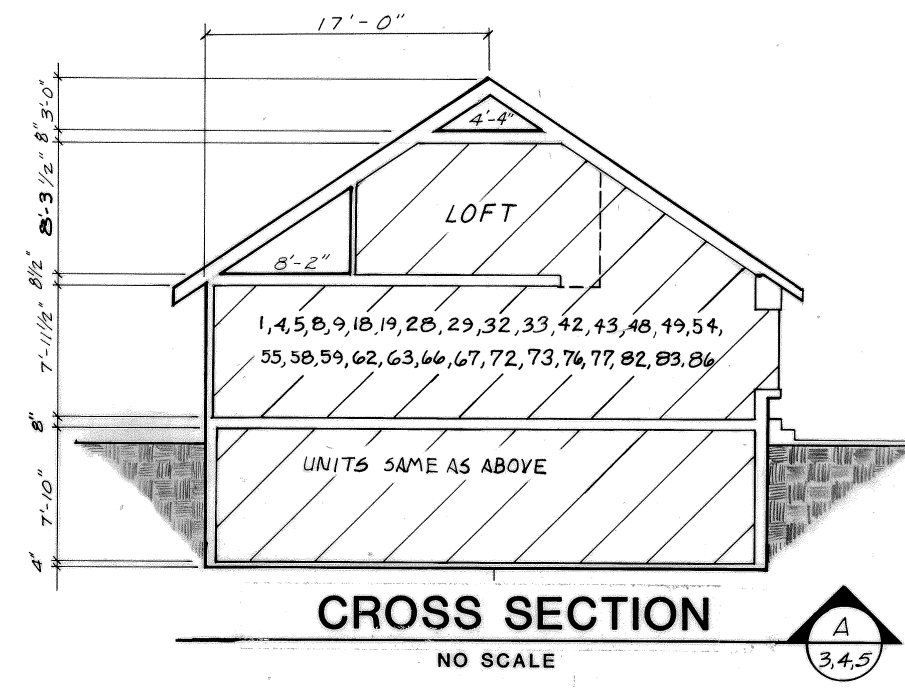 17'-0"
3'-0"
8"
8'-3 1/2"
8 1/2"
7'-11 1/2"
8"
7'-10"
4"
4'-4"
LOFT
8'-2"
1,4,5,8,9,18,19,28,29,32,33,42,43,48,49,54,
55,58,59,62,63,66,67,72,73,76,77,82,83,86
UNITS SAME AS ABOVE
CROSS SECTION
NO SCALE
A
3,4,5